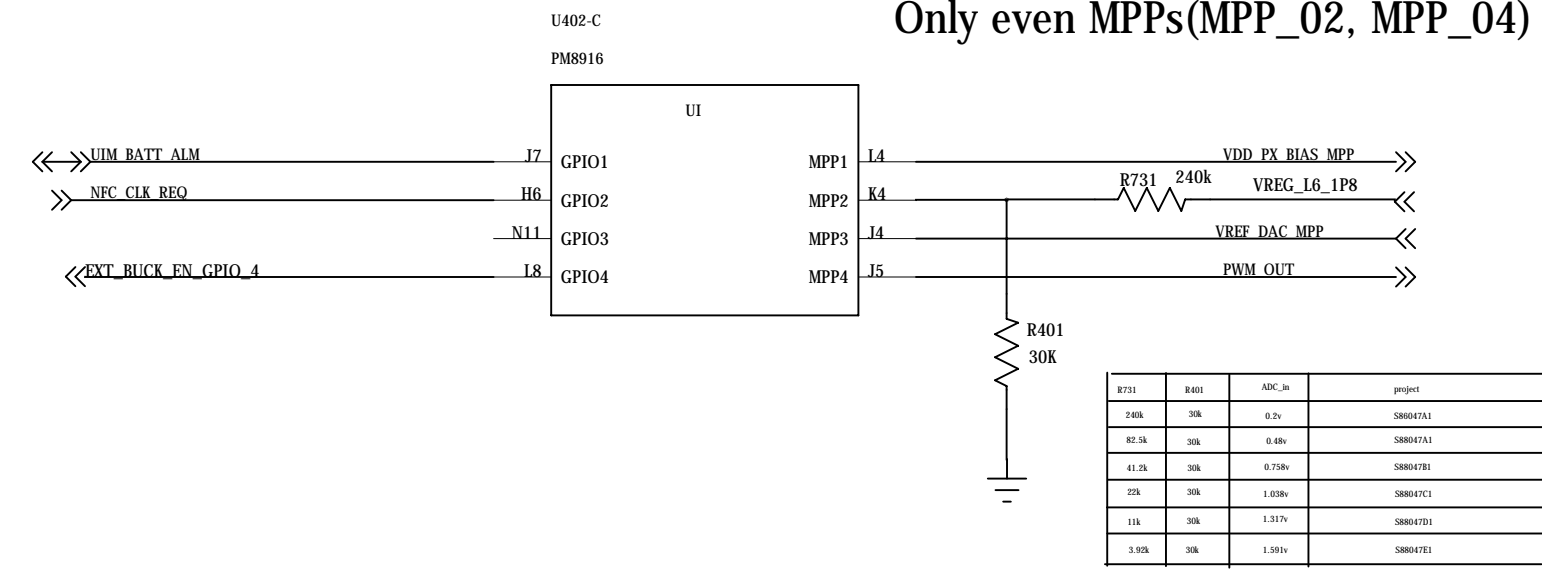 Only even MPPs(MPP_02, MPP_04)
U402-C
PM8916
UI
UIM_BATT_ALM J7 GPIO1 MPP1 L4 VDD_PX_BIAS_MPP
NFC_CLK_REQ H6 GPIO2 MPP2 K4 R731 240k VREG_L6_1P8
N11 GPIO3 MPP3 J4 VREF_DAC_MPP
EXT_BUCK_EN_GPIO_4 L8 GPIO4 MPP4 J5 PWM_OUT
R401
30K
R731 R401 ADC_in project
240k 30k 0.2v S86047A1
82.5k 30k 0.48v S88047A1
41.2k 30k 0.758v S88047B1
22k 30k 1.038v S88047C1
11k 30k 1.317v S88047D1
3.92k 30k 1.591v S88047E1